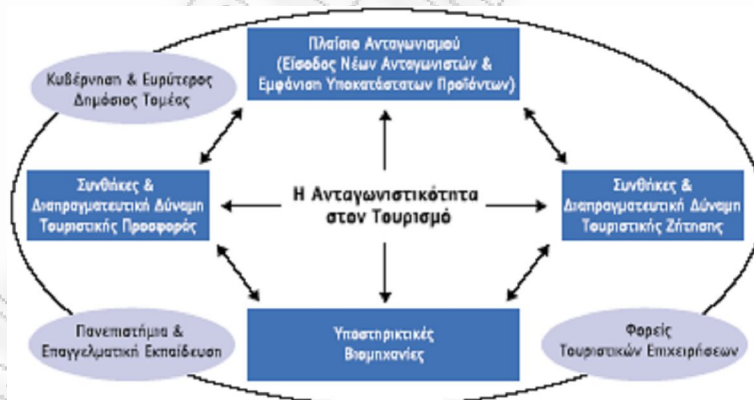 Πλαίσιο Ανταγωνισμού
(Είσοδος Νέων Ανταγωνιστών &
Εμφάνιση Υποκατάστατων Προϊόντων)
Κυβέρνηση & Ευρύτερος
Δημόσιος Τομέας
Συνθήκες &
Διαπραγματευτική Δύναμη
Τουριστικής Προσφοράς
Η Ανταγωνιστικότητα
στον Τουρισμό
Συνθήκες &
Διαπραγματευτική Δύναμη
Τουριστικής Ζήτησης
Πανεπιστήμια &
Επαγγελματική Εκπαίδευση
Υποστηρικτικές
Βιομηχανίες
Φορείς
Τουριστικών Επιχειρήσεων